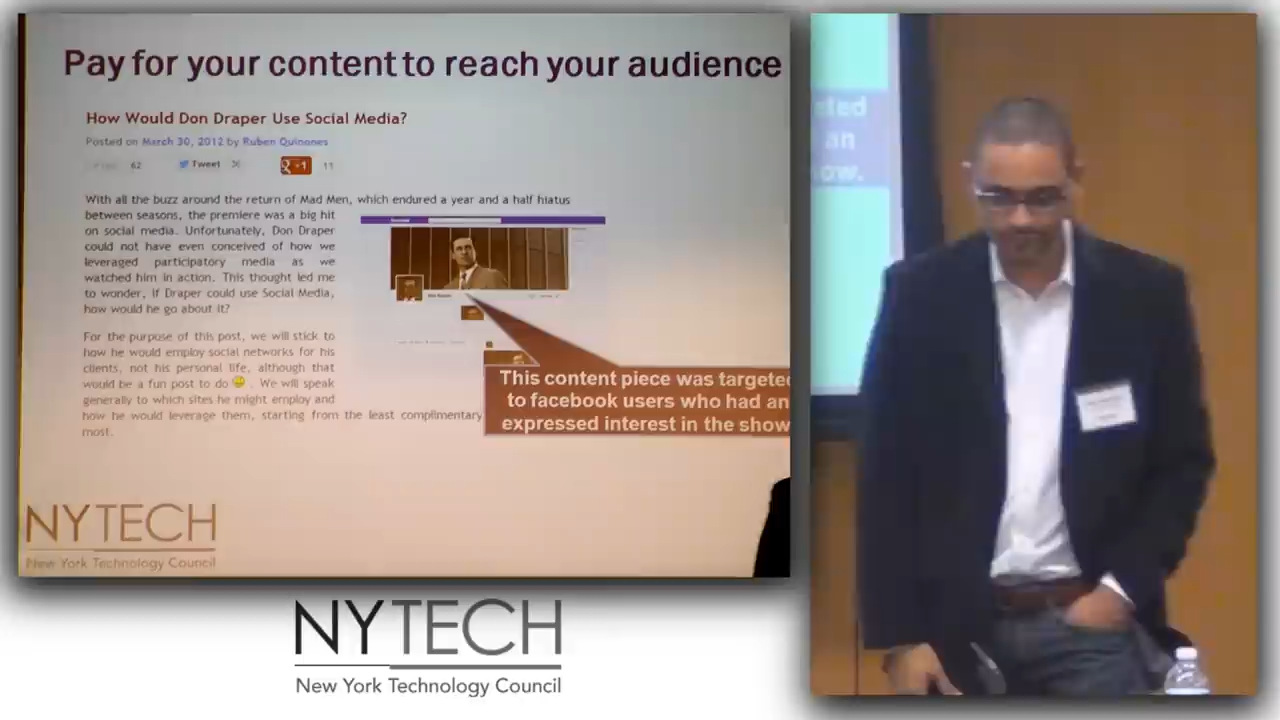 Pay for your content to reach your audience
How Would Don Draper Use Social Media?
Posted on March 30, 2012 by Ruben Quinones
62 Tweet 11
+1
With all the buzz around the return of Mad Men, which endured a year and a half hiatus
between seasons, the premiere was a big hit
on social media. Unfortunately, Don Draper
could not have even conceived of how we
leveraged participatory media as we
watched him in action. This thought led me
to wonder, if Draper could use Social Media,
how would he go about it?
For the purpose of this post, we will stick to
how he would employ social networks for his
clients, not his personal life, although that
would be a fun post to do . We will speak
generally to which sites he might employ and
how he would leverage them, starting from the least complimentary
most.
This content piece was targete
to facebook users who had an
expressed interest in the show
NYTECH
New York Technology Council
NYTECH
New York Technology Council
an
ow.